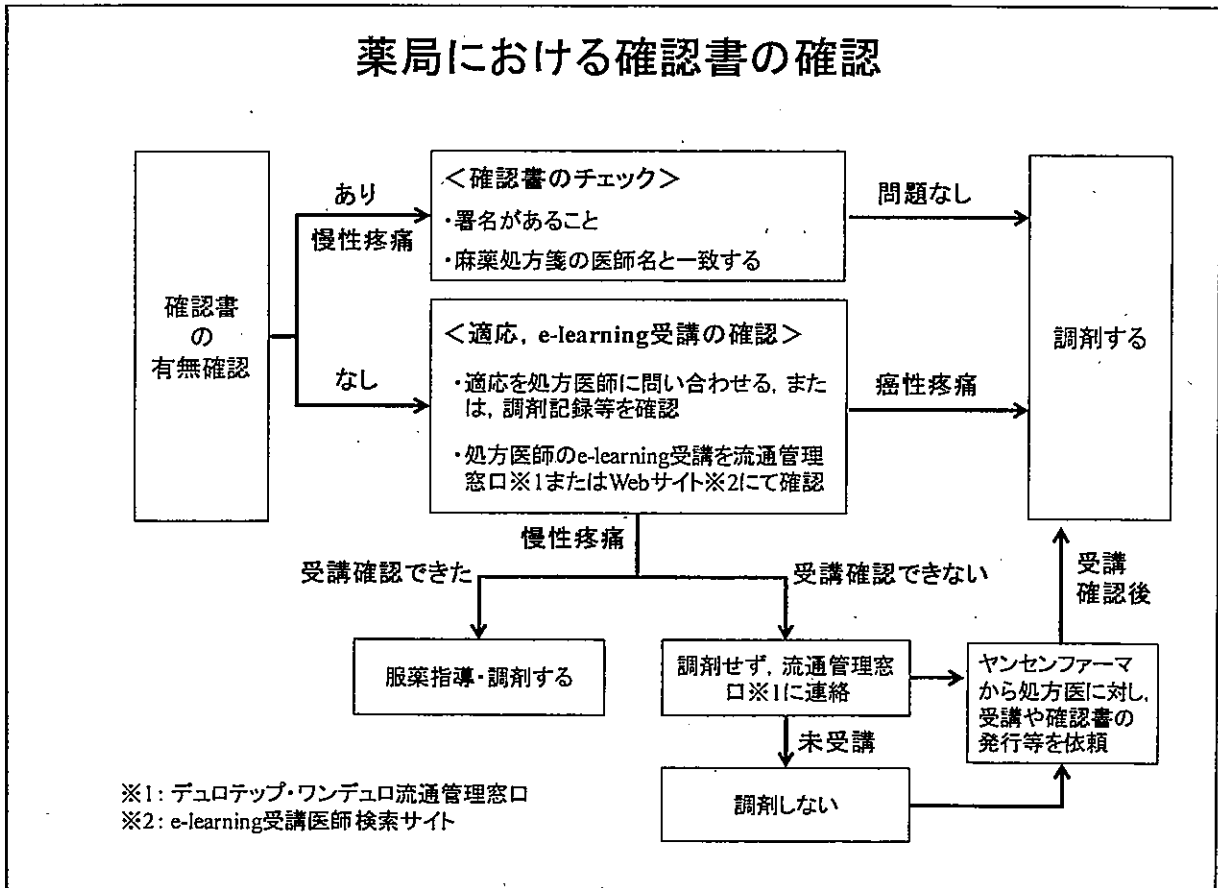 薬局における確認書の確認
確認書
の
有無確認
あり
慢性疼痛
なし
＜確認書のチェック＞
・署名があること
・麻薬処方箋の医師名と一致する
問題なし
＜適応, e-learning受講の確認＞
・適応を処方医師に問い合わせる, また
は, 調剤記録等を確認
・処方医師のe-learning受講を流通管理
窓口※1またはWebサイト※2にて確認
癌性疼痛
調剤する
慢性疼痛
受講確認できた
受講確認できない
受講
確認後
服薬指導・調剤する
調剤せず, 流通管理窓
口※1に連絡
ヤンセンファーマ
から処方医に対し,
受講や確認書の
発行等を依頼
未受講
調剤しない
※1: デュロテップ・ワンデュロ流通管理窓口
※2: e-learning受講医師検索サイト